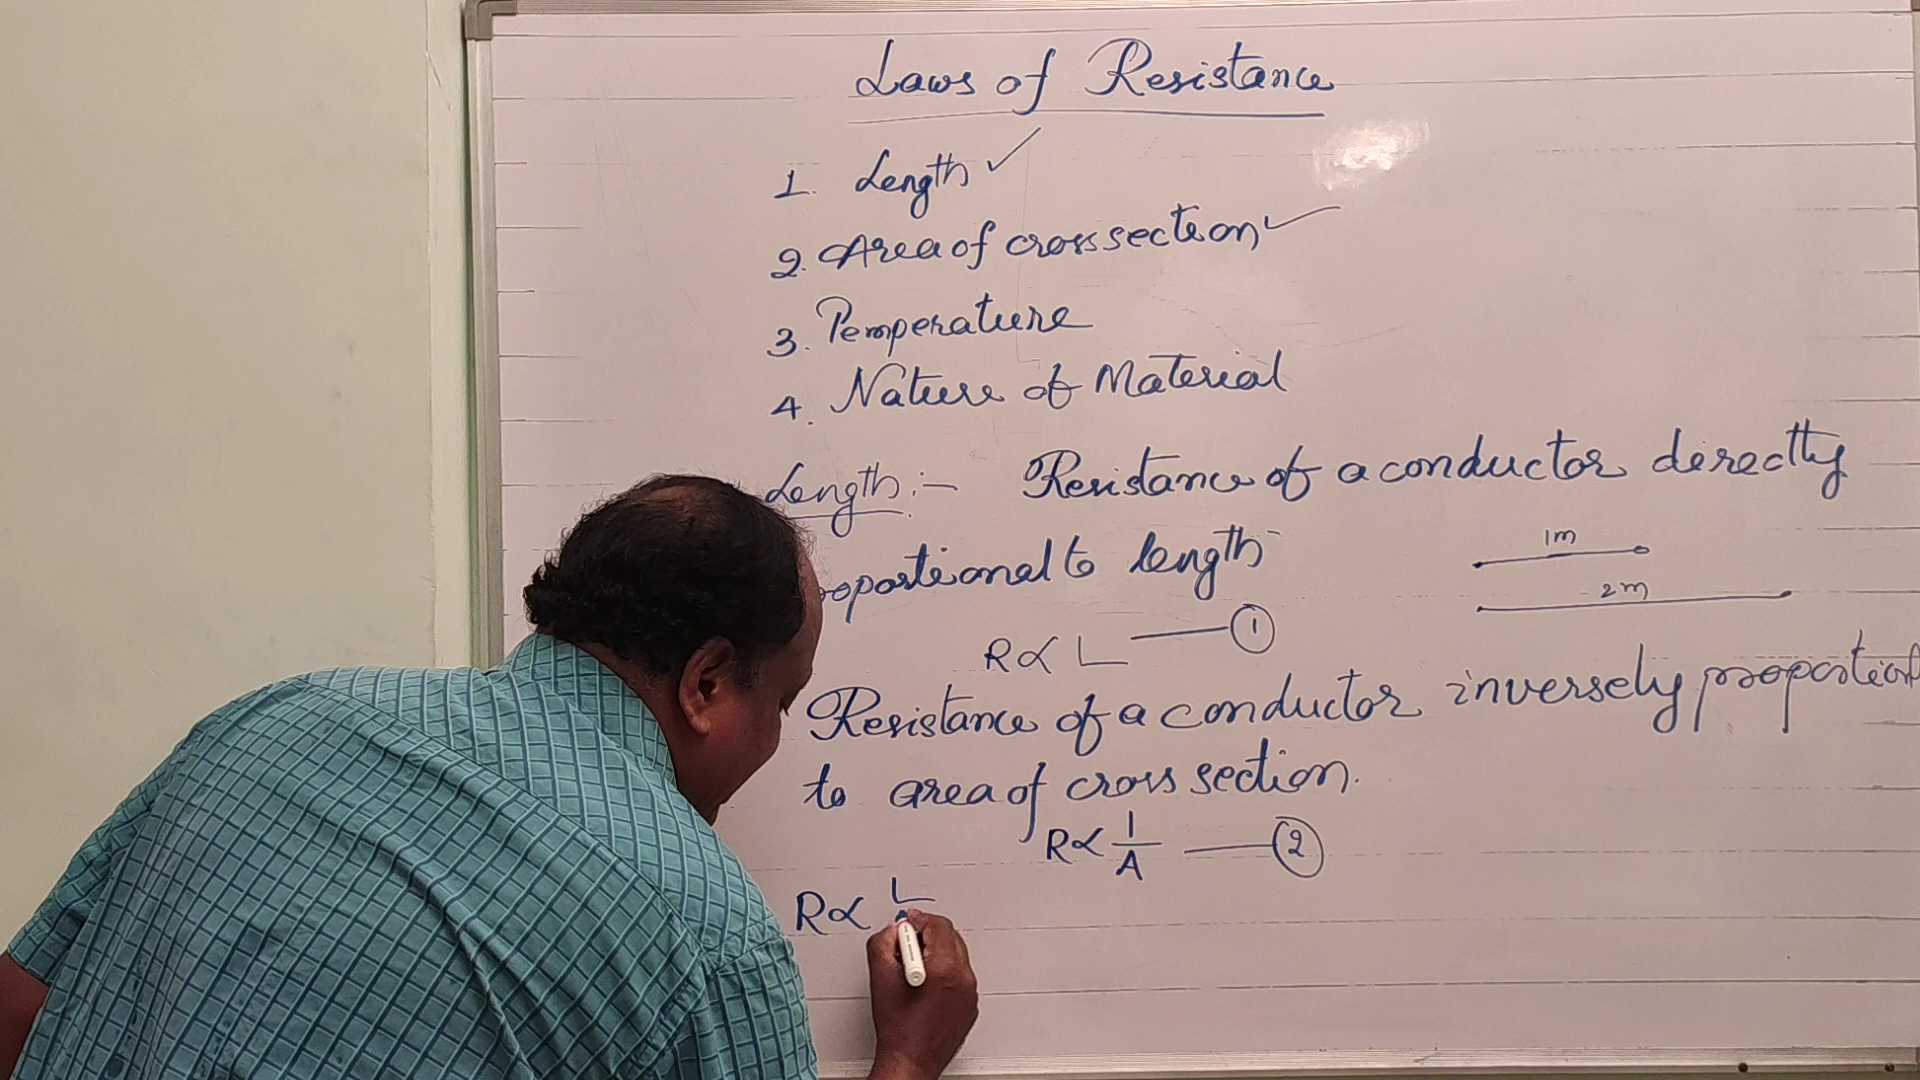 Laws of Resistance
1. Length ✓
2. Area of cross section ✓
3. Temperature
4. Nature of Material
Length :- Resistance of a conductor directly
proportional to length
1m
2m
R ∝ L —— ①
Resistance of a conductor inversely proportional
to area of cross section.
R ∝ 1/A —— ②
R ∝ L/A